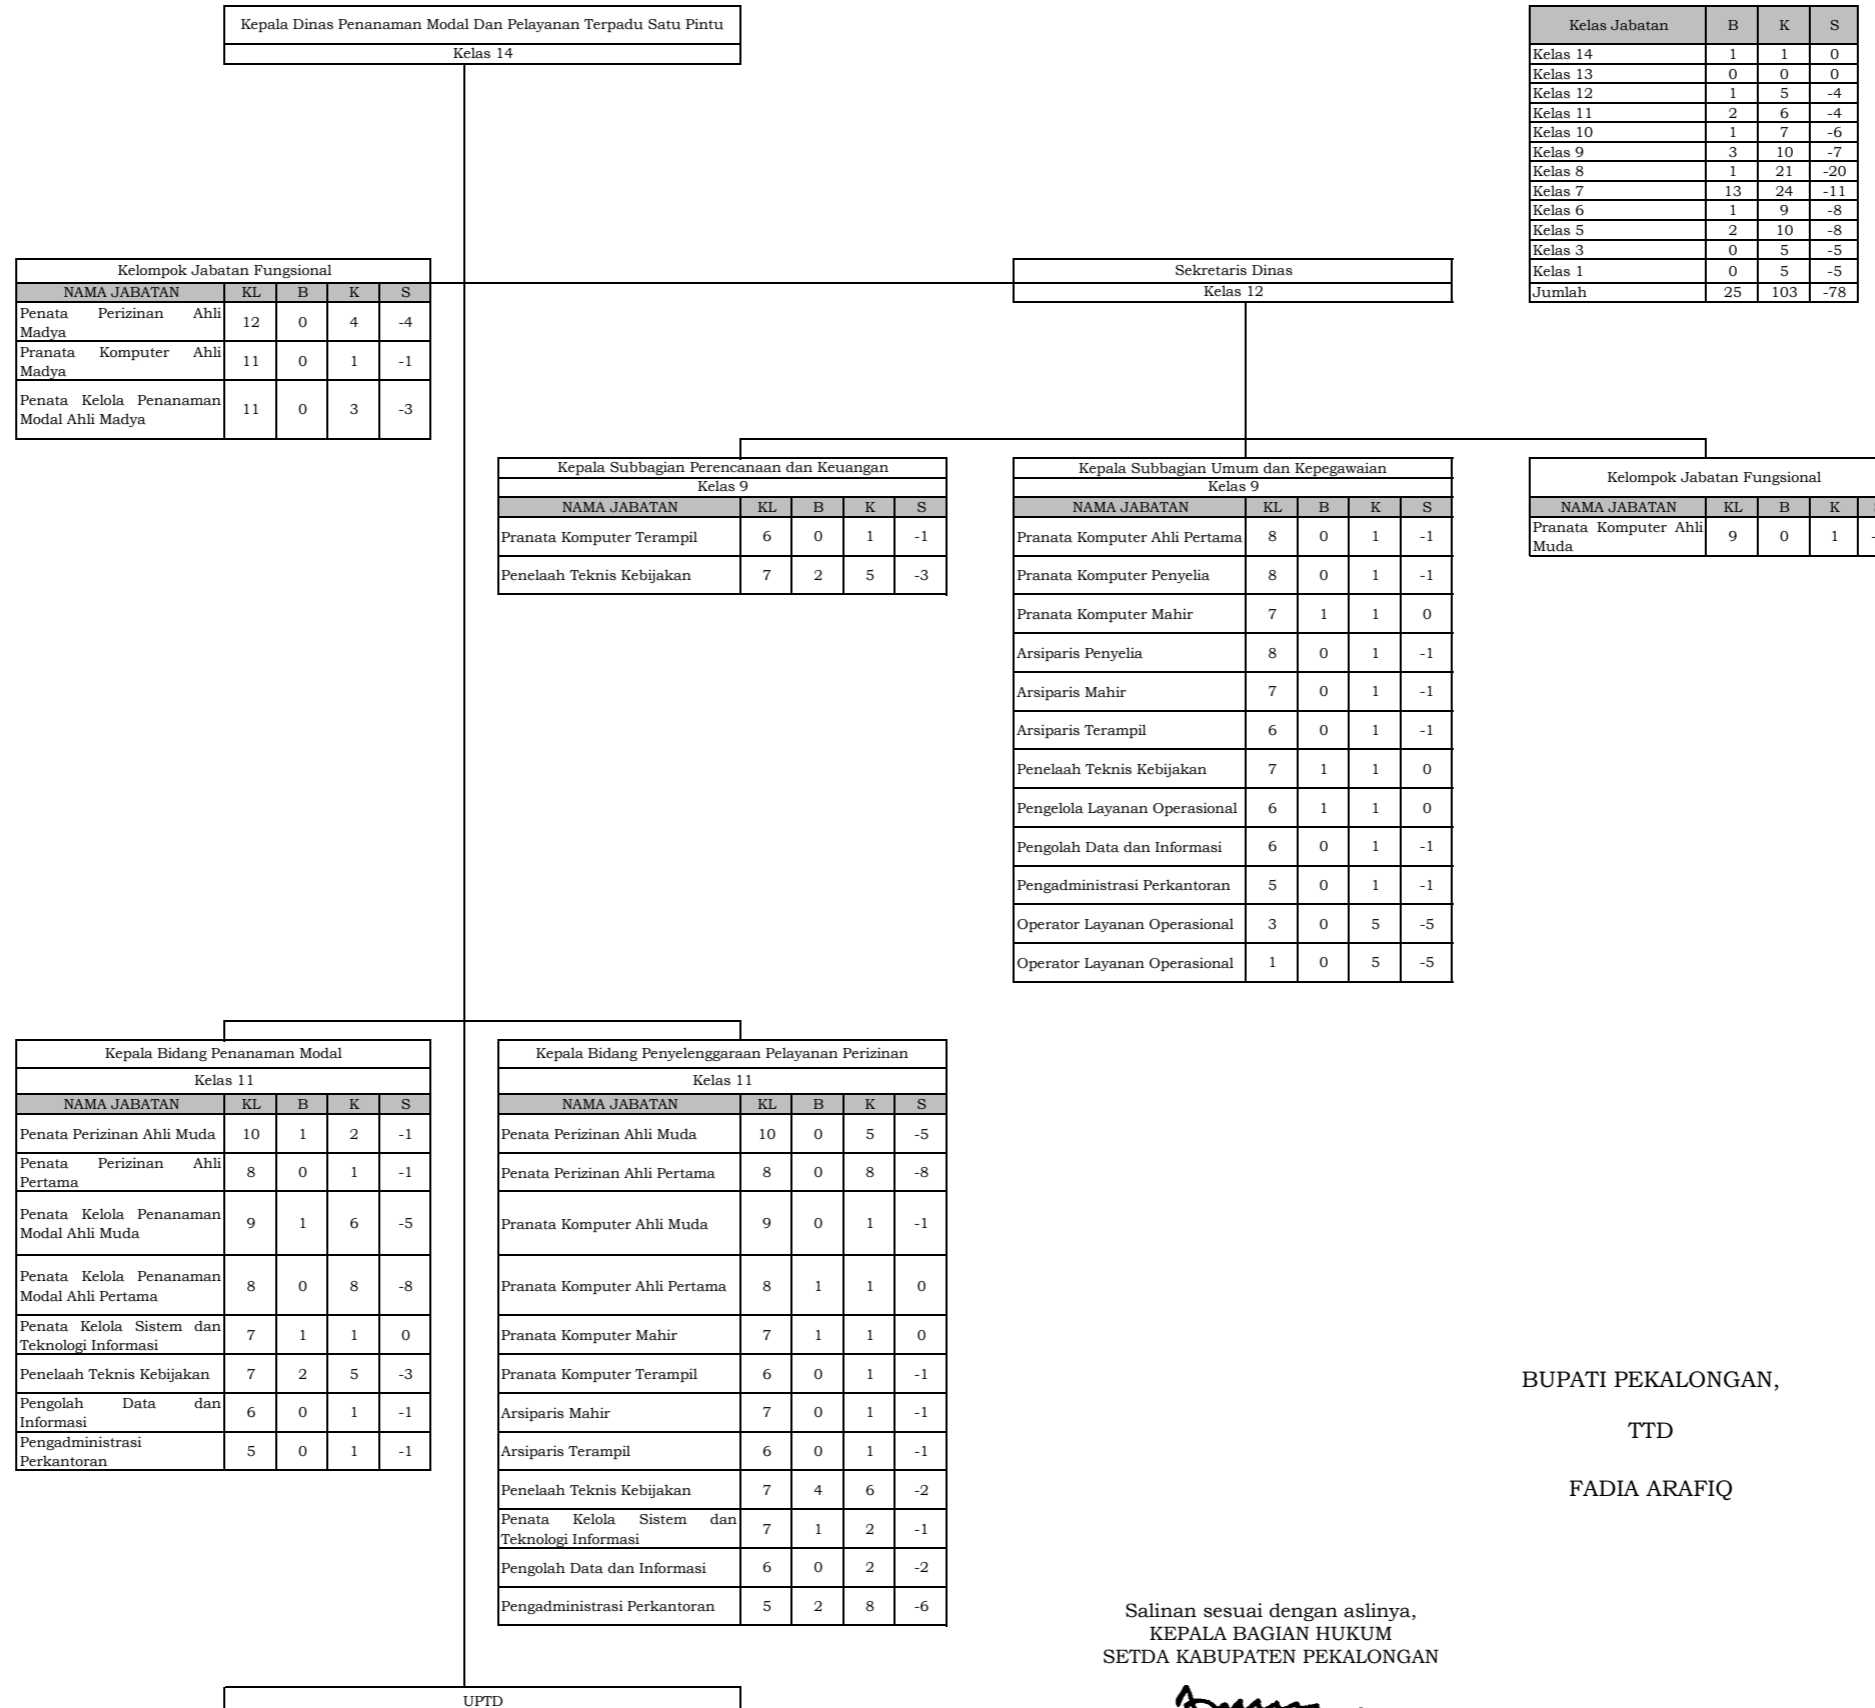 Kepala Dinas Penanaman Modal Dan Pelayanan Terpadu Satu Pintu
Kelas 14
Kelas Jabatan B K S
Kelas 14 1 1 0
Kelas 13 0 0 0
Kelas 12 1 5 -4
Kelas 11 2 6 -4
Kelas 10 1 7 -6
Kelas 9 3 10 -7
Kelas 8 1 21 -20
Kelas 7 13 24 -11
Kelas 6 1 9 -8
Kelas 5 2 10 -8
Kelas 3 0 5 -5
Kelas 1 0 5 -5
Jumlah 25 103 -78
Kelompok Jabatan Fungsional
NAMA JABATAN KL B K S
Penata Perizinan Ahli
Madya 12 0 4 -4
Pranata Komputer Ahli
Madya 11 0 1 -1
Penata Kelola Penanaman
Modal Ahli Madya 11 0 3 -3
Sekretaris Dinas
Kelas 12
Kepala Subbagian Perencanaan dan Keuangan
Kelas 9
NAMA JABATAN KL B K S
Pranata Komputer Terampil 6 0 1 -1
Penelaah Teknis Kebijakan 7 2 5 -3
Kepala Subbagian Umum dan Kepegawaian
Kelas 9
NAMA JABATAN KL B K S
Pranata Komputer Ahli Pertama 8 0 1 -1
Pranata Komputer Penyelia 8 0 1 -1
Pranata Komputer Mahir 7 1 1 0
Arsiparis Penyelia 8 0 1 -1
Arsiparis Mahir 7 0 1 -1
Arsiparis Terampil 6 0 1 -1
Penelaah Teknis Kebijakan 7 1 1 0
Pengelola Layanan Operasional 6 1 1 0
Pengolah Data dan Informasi 6 0 1 -1
Pengadministrasi Perkantoran 5 0 1 -1
Operator Layanan Operasional 3 0 5 -5
Operator Layanan Operasional 1 0 5 -5
Kelompok Jabatan Fungsional
NAMA JABATAN KL B K
Pranata Komputer Ahli
Muda 9 0 1
Kepala Bidang Penanaman Modal
Kelas 11
NAMA JABATAN KL B K S
Penata Perizinan Ahli Muda 10 1 2 -1
Penata Perizinan Ahli
Pertama 8 0 1 -1
Penata Kelola Penanaman
Modal Ahli Muda 9 1 6 -5
Penata Kelola Penanaman
Modal Ahli Pertama 8 0 8 -8
Penata Kelola Sistem dan
Teknologi Informasi 7 1 1 0
Penelaah Teknis Kebijakan 7 2 5 -3
Pengolah Data dan
Informasi 6 0 1 -1
Pengadministrasi
Perkantoran 5 0 1 -1
Kepala Bidang Penyelenggaraan Pelayanan Perizinan
Kelas 11
NAMA JABATAN KL B K S
Penata Perizinan Ahli Muda 10 0 5 -5
Penata Perizinan Ahli Pertama 8 0 8 -8
Pranata Komputer Ahli Muda 9 0 1 -1
Pranata Komputer Ahli Pertama 8 1 1 0
Pranata Komputer Mahir 7 1 1 0
Pranata Komputer Terampil 6 0 1 -1
Arsiparis Mahir 7 0 1 -1
Arsiparis Terampil 6 0 1 -1
Penelaah Teknis Kebijakan 7 4 6 -2
Penata Kelola Sistem dan
Teknologi Informasi 7 1 2 -1
Pengolah Data dan Informasi 6 0 2 -2
Pengadministrasi Perkantoran 5 2 8 -6
BUPATI PEKALONGAN,
TTD
FADIA ARAFIQ
Salinan sesuai dengan aslinya,
KEPALA BAGIAN HUKUM
SETDA KABUPATEN PEKALONGAN
UPTD